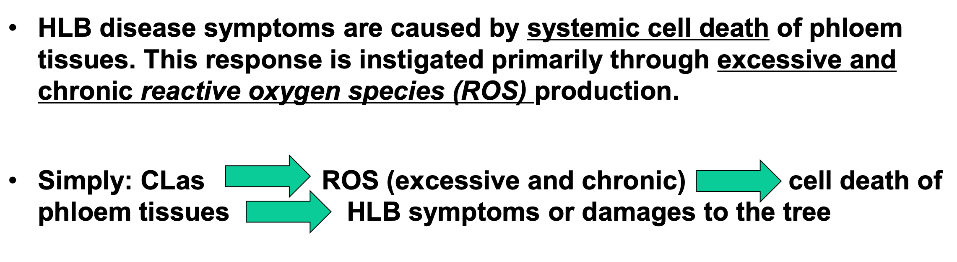 • HLB disease symptoms are caused by systemic cell death of phloem
tissues. This response is instigated primarily through excessive and
chronic reactive oxygen species (ROS) production.
• Simply: CLas ROS (excessive and chronic) cell death of
phloem tissues HLB symptoms or damages to the tree